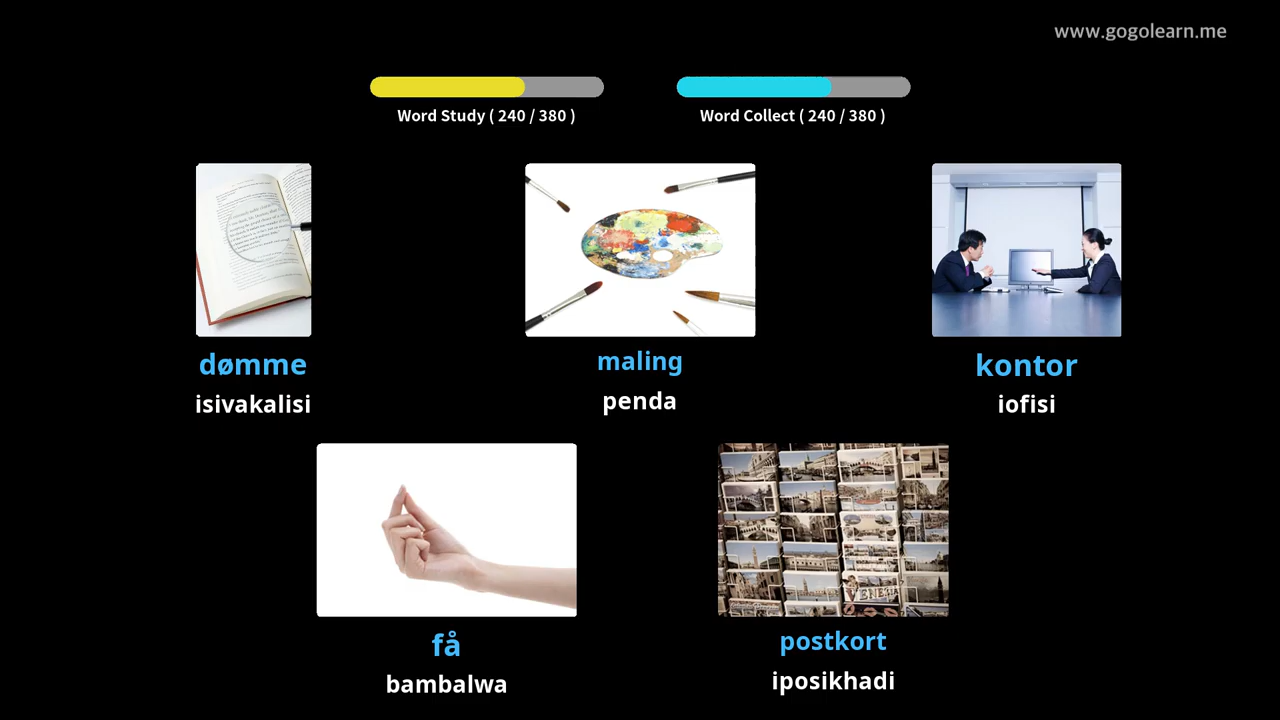 www.gogolearn.me
Word Study ( 240 / 380 )
Word Collect ( 240 / 380 )
dømme
isivakalisi
maling
penda
kontor
iofisi
få
bambalwa
postkort
iposikhadi